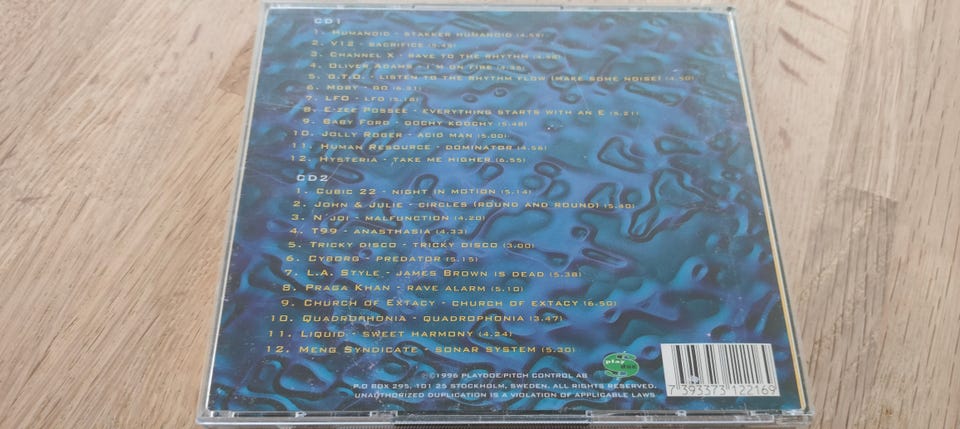 CD1
1. Humanoid - Stakker Humanoid (4.59)
2. V12 - Sacrifice (5.45)
3. Channel X - Rave to the Rhythm (4.58)
4. Oliver Adams - I'm on Fire (4.35)
5. G.T.O. - Listen to the Rhythm Flow (Make Some Noise) (4.50)
6. Moby - Go (6.31)
7. LFO - LFO (5.18)
8. E-Zee Possee - Everything Starts with an E (5.21)
9. Baby Ford - Oochy Koochy (5.48)
10. Jolly Roger - Acid Man (5.00)
11. Human Resource - Dominator (4.56)
12. Hysteria - Take Me Higher (6.55)
CD2
1. Cubic 22 - Night in Motion (5.14)
2. John & Julie - Circles (Round and Round) (5.40)
3. N'Joi - Malfunction (4.20)
4. T99 - Anasthasia (4.33)
5. Tricky Disco - Tricky Disco (3.00)
6. Cyborg - Predator (5.15)
7. L.A. Style - James Brown is Dead (5.38)
8. Praga Khan - Rave Alarm (5.10)
9. Church of Extacy - Church of Extacy (6.50)
10. Quadrophonia - Quadrophonia (3.47)
11. Liquid - Sweet Harmony (4.24)
12. Meng Syndicate - Sonar System (5.30)
play
doe
©1996 PLAYDOE/PITCH CONTROL AB
P.O BOX 295, 101 25 STOCKHOLM, SWEDEN. ALL RIGHTS RESERVED.
UNAUTHORIZED DUPLICATION IS A VIOLATION OF APPLICABLE LAWS
7 393373 122169